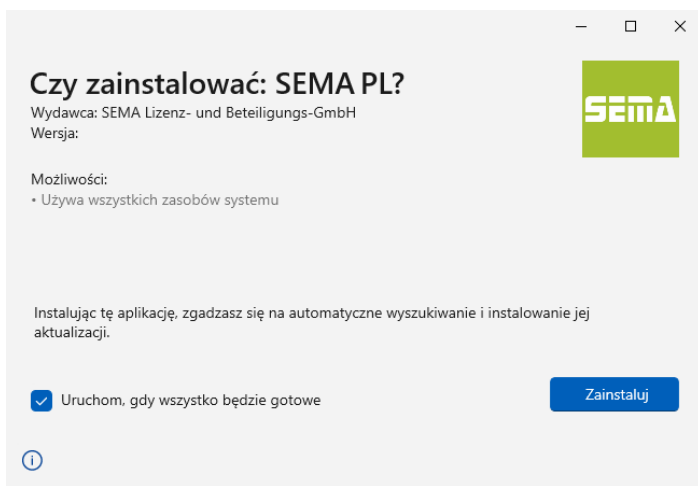 Czy zainstalować: SEMA PL?
Wydawca: SEMA Lizenz- und Beteiligungs-GmbH
Wersja:
SEMA
Możliwości:
• Używa wszystkich zasobów systemu
Instalując tę aplikację, zgadzasz się na automatyczne wyszukiwanie i instalowanie jej
aktualizacji.
Uruchom, gdy wszystko będzie gotowe
Zainstaluj